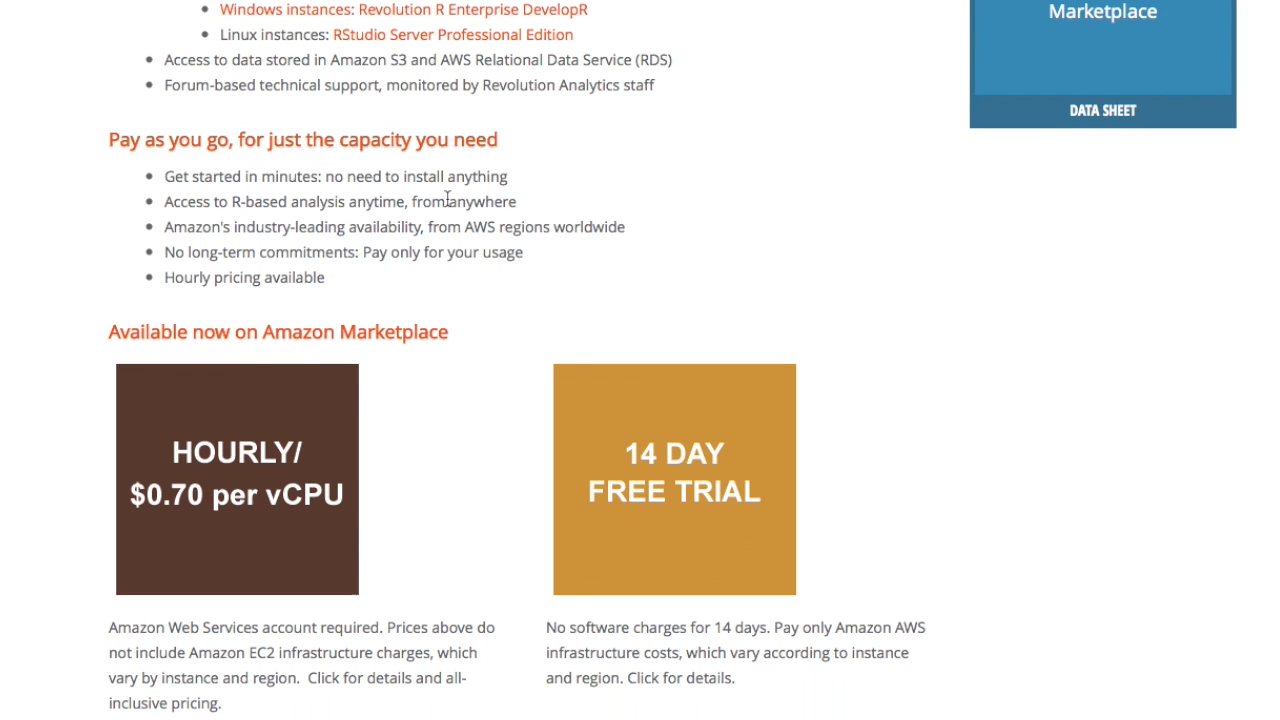 Windows instances: Revolution R Enterprise DevelopR
Linux instances: RStudio Server Professional Edition
Access to data stored in Amazon S3 and AWS Relational Data Service (RDS)
Forum-based technical support, monitored by Revolution Analytics staff
Marketplace
DATA SHEET
Pay as you go, for just the capacity you need
Get started in minutes: no need to install anything
Access to R-based analysis anytime, from anywhere
Amazon's industry-leading availability, from AWS regions worldwide
No long-term commitments: Pay only for your usage
Hourly pricing available
Available now on Amazon Marketplace
HOURLY/
$0.70 per vCPU
Amazon Web Services account required. Prices above do
not include Amazon EC2 infrastructure charges, which
vary by instance and region.  Click for details and all-
inclusive pricing.
14 DAY
FREE TRIAL
No software charges for 14 days. Pay only Amazon AWS
infrastructure costs, which vary according to instance
and region. Click for details.